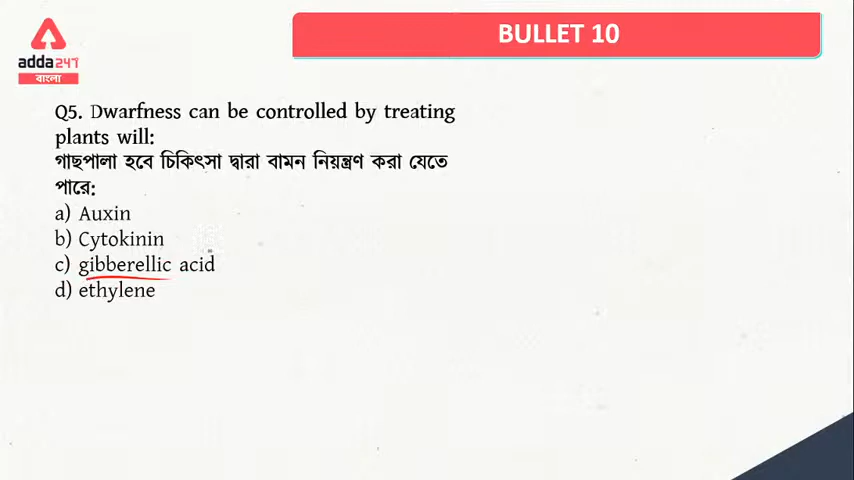 BULLET 10
adda247
বাংলা
Q5. Dwarfness can be controlled by treating
plants will:
গাছপালা হবে চিকিৎসা দ্বারা বামন নিয়ন্ত্রণ করা যেতে
পারে:
a) Auxin
b) Cytokinin
c) gibberellic acid
d) ethylene